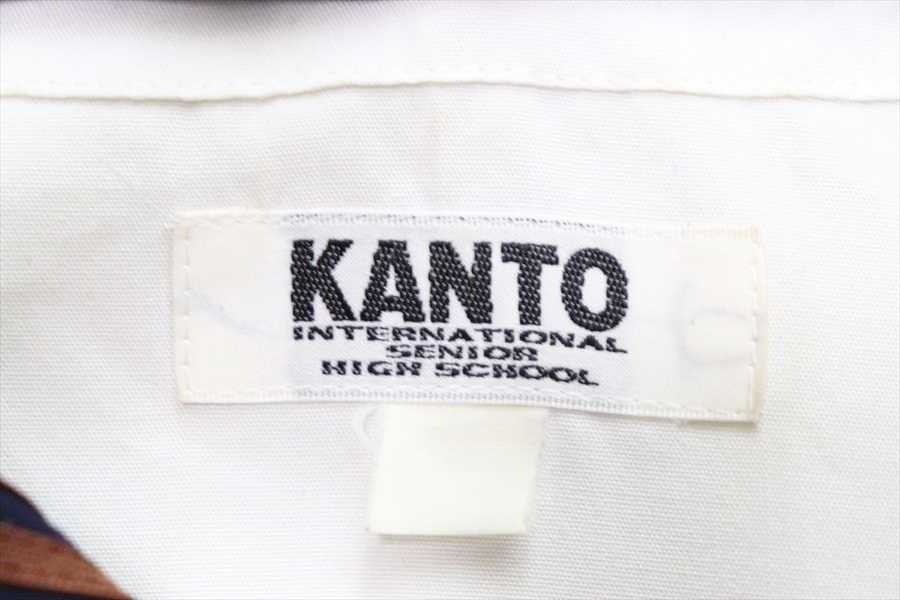 KANTO
INTERNATIONAL
SENIOR
HIGH SCHOOL